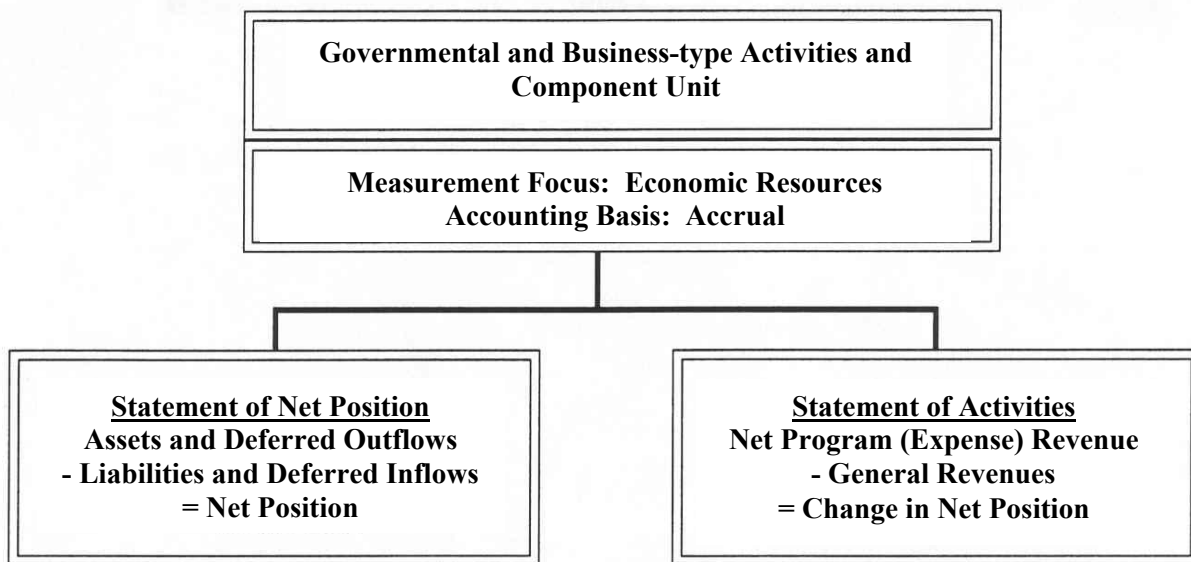 Governmental and Business-type Activities and
Component Unit
Measurement Focus: Economic Resources
Accounting Basis: Accrual
Statement of Net Position
Assets and Deferred Outflows
- Liabilities and Deferred Inflows
= Net Position
Statement of Activities
Net Program (Expense) Revenue
- General Revenues
= Change in Net Position